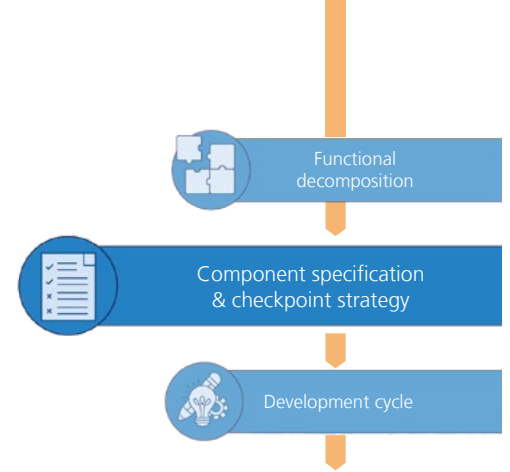 Functional
decomposition
Component specification
& checkpoint strategy
Development cycle